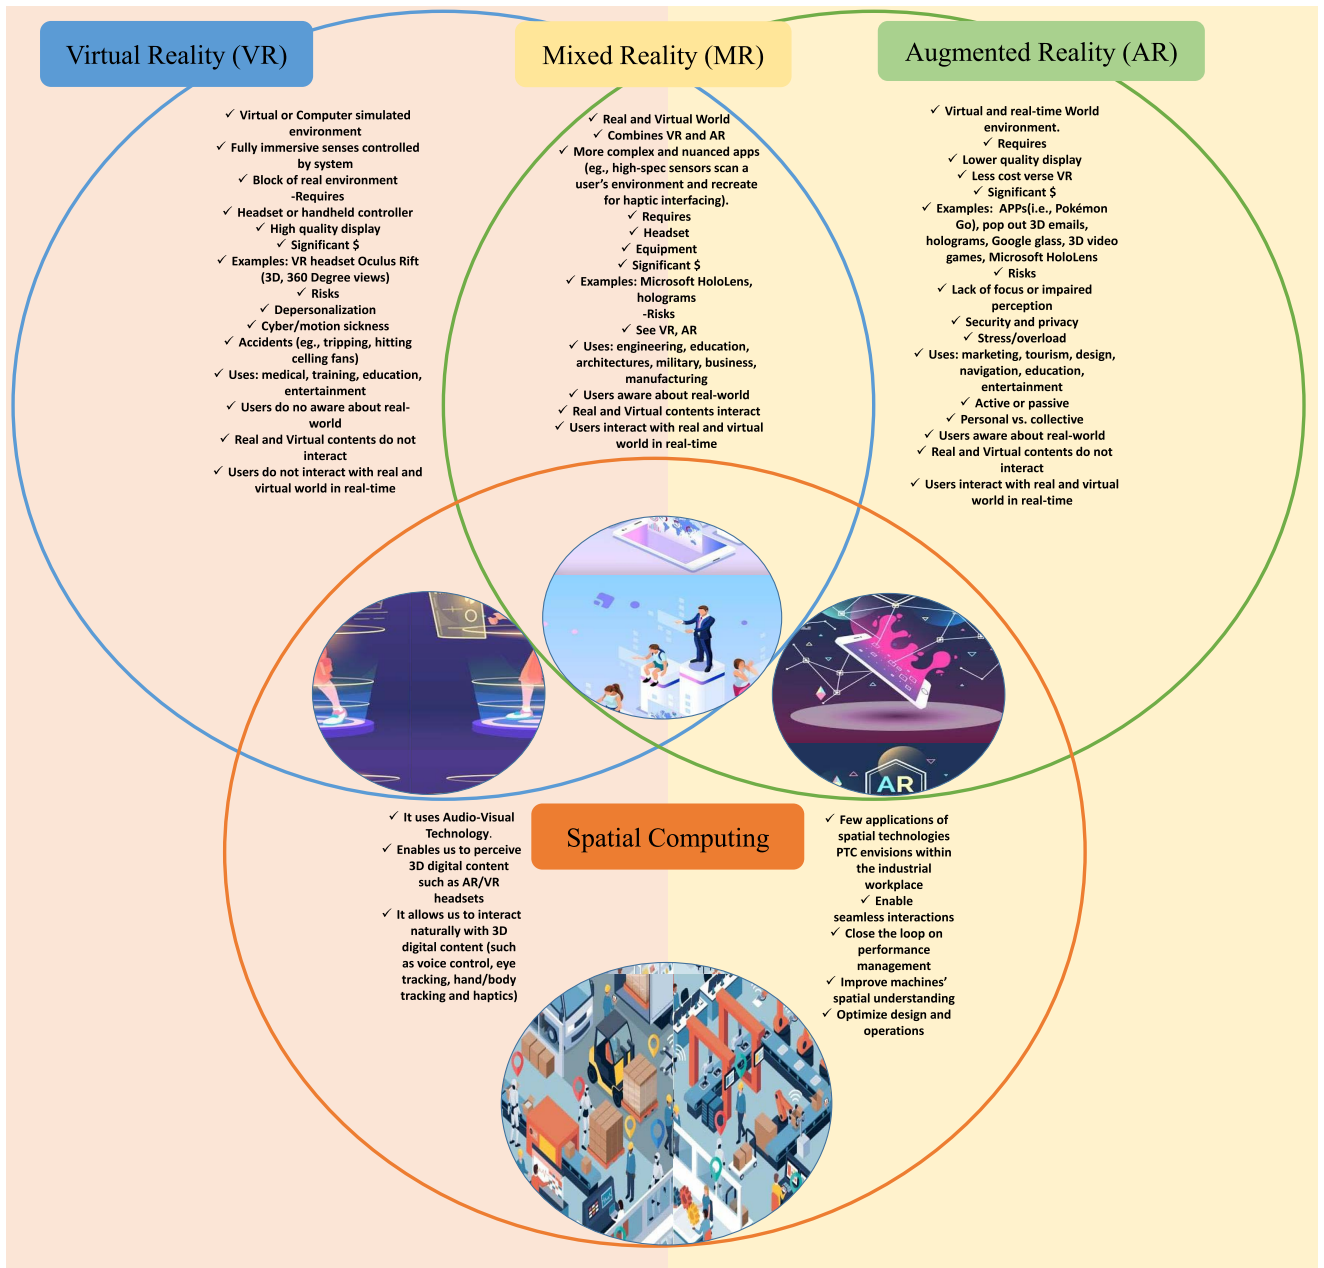 Virtual Reality (VR)
✓ Virtual or Computer simulated
environment
✓ Fully immersive senses controlled
by system
✓ Block of real environment
-Requires
✓ Headset or handheld controller
✓ High quality display
✓ Significant $
✓ Examples: VR headset Oculus Rift
(3D, 360 Degree views)
✓ Risks
✓ Depersonalization
✓ Cyber/motion sickness
✓ Accidents (eg., tripping, hitting
celling fans)
✓ Uses: medical, training, education,
entertainment
✓ Users do no aware about real-
world
✓ Real and Virtual contents do not
interact
✓ Users do not interact with real and
virtual world in real-time
Mixed Reality (MR)
✓ Real and Virtual World
✓ Combines VR and AR
✓ More complex and nuanced apps
(eg., high-spec sensors scan a
user's environment and recreate
for haptic interfacing).
✓ Requires
✓ Headset
✓ Equipment
✓ Significant $
✓ Examples: Microsoft HoloLens,
holograms
-Risks
✓ See VR, AR
✓ Uses: engineering, education,
architectures, military, business,
manufacturing
✓ Users aware about real-world
✓ Real and Virtual contents interact
✓ Users interact with real and virtual
world in real-time
Augmented Reality (AR)
✓ Virtual and real-time World
environment.
✓ Requires
✓ Lower quality display
✓ Less cost verse VR
✓ Significant $
✓ Examples: APPs(i.e., Pokémon
Go), pop out 3D emails,
holograms, Google glass, 3D video
games, Microsoft HoloLens
✓ Risks
✓ Lack of focus or impaired
perception
✓ Security and privacy
✓ Stress/overload
✓ Uses: marketing, tourism, design,
navigation, education,
entertainment
✓ Active or passive
✓ Personal vs. collective
✓ Users aware about real-world
✓ Real and Virtual contents do not
interact
✓ Users interact with real and virtual
world in real-time
AR
Spatial Computing
✓ It uses Audio-Visual
Technology.
✓ Enables us to perceive
3D digital content
such as AR/VR
headsets
✓ It allows us to interact
naturally with 3D
digital content (such
as voice control, eye
tracking, hand/body
tracking and haptics)
✓ Few applications of
spatial technologies
PTC envisions within
the industrial
workplace
✓ Enable
seamless interactions
✓ Close the loop on
performance
management
✓ Improve machines'
spatial understanding
✓ Optimize design and
operations